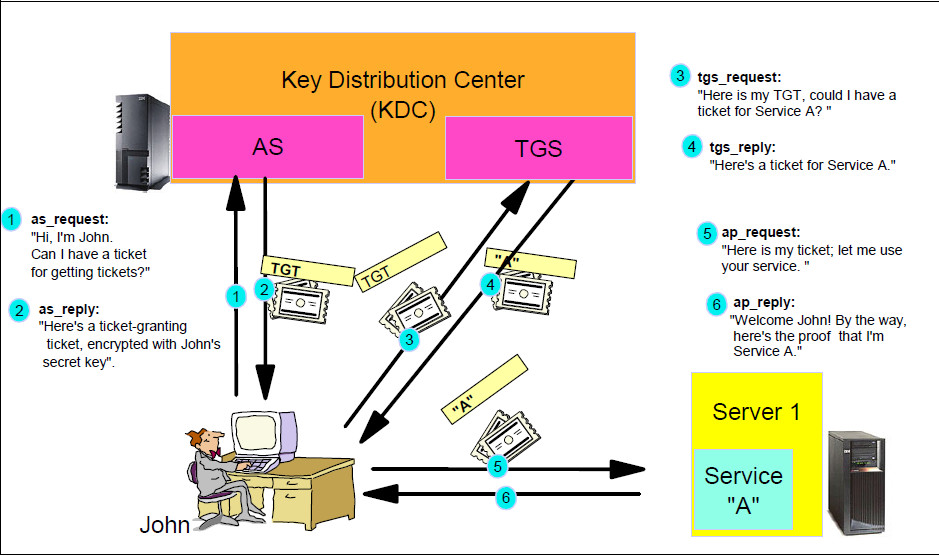 Key Distribution Center
(KDC)
AS
TGS
3
tgs_request:
"Here is my TGT, could I have a
ticket for Service A? "
4
tgs_reply:
"Here's a ticket for Service A."
1
as_request:
"Hi, I'm John.
Can I have a ticket
for getting tickets?"
2
as_reply:
"Here's a ticket-granting
ticket, encrypted with John's
secret key".
5
ap_request:
"Here is my ticket; let me use
your service. "
6
ap_reply:
"Welcome John! By the way,
here's the proof that I'm
Service A."
TGT
TGT
"A"
1
2
3
4
"A"
5
6
John
Server 1
Service
"A"